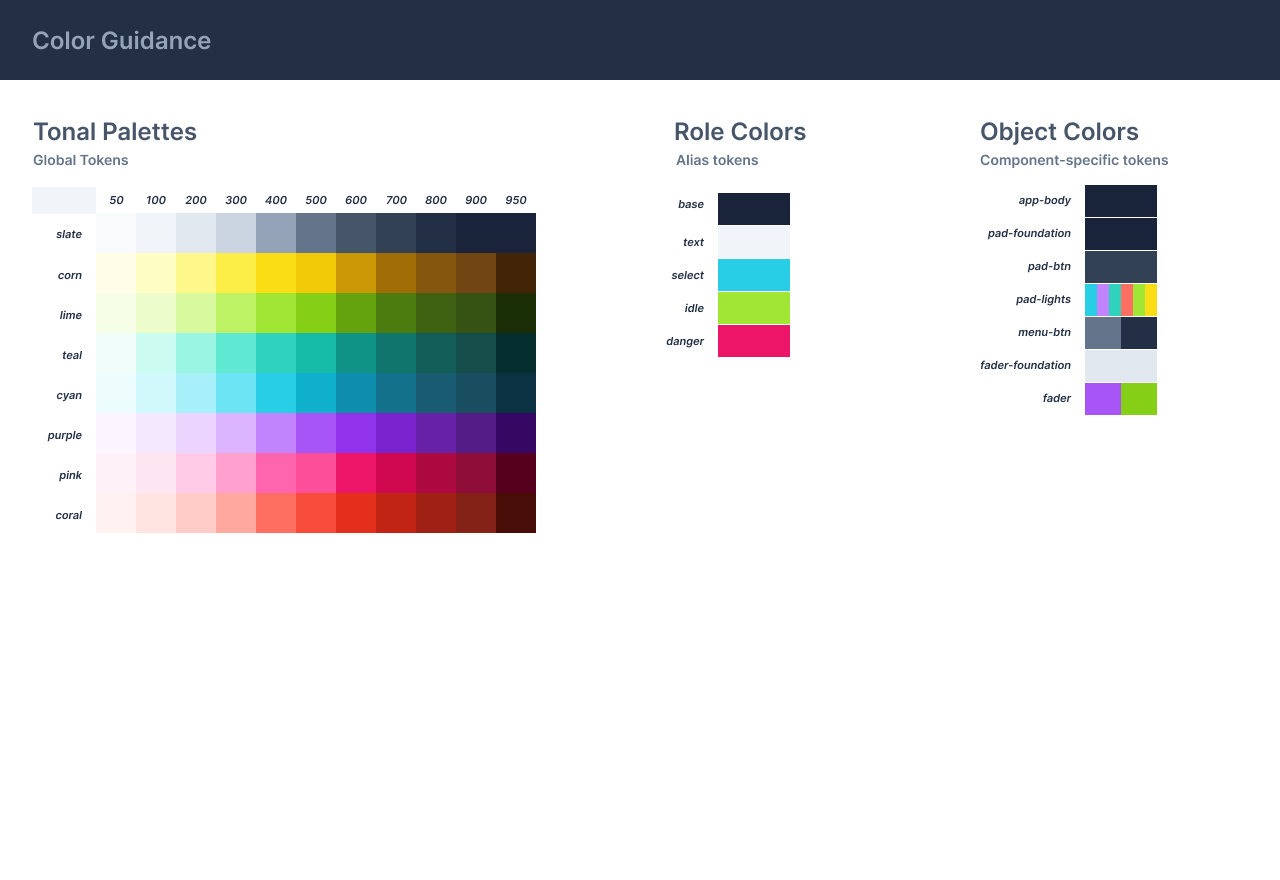 Color Guidance
Tonal Palettes
Global Tokens
50 100 200 300 400 500 600 700 800 900 950
slate
corn
lime
teal
cyan
purple
pink
coral
Role Colors
Alias tokens
base
text
select
idle
danger
Object Colors
Component-specific tokens
app-body
pad-foundation
pad-btn
pad-lights
menu-btn
fader-foundation
fader